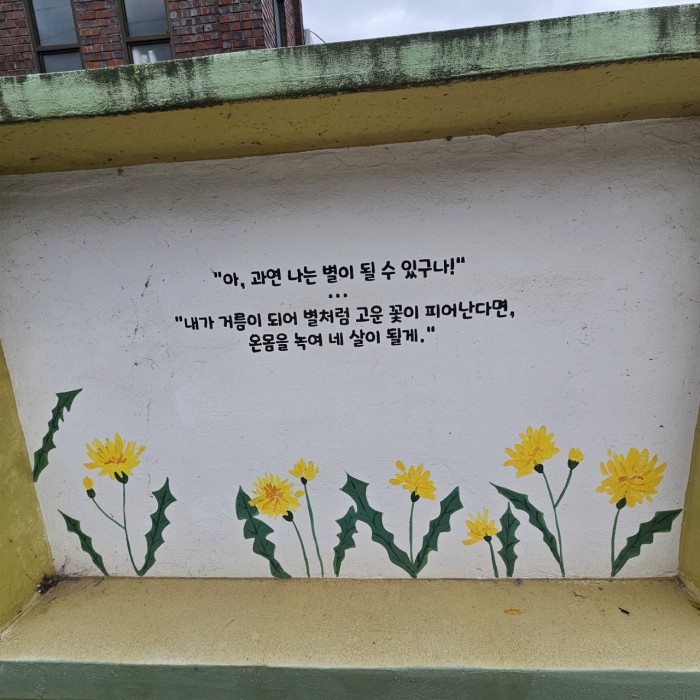 "아, 과연 나는 별이 될 수 있구나!"
...
"내가 거름이 되어 별처럼 고운 꽃이 피어난다면,
온몸을 녹여 네 살이 될게."